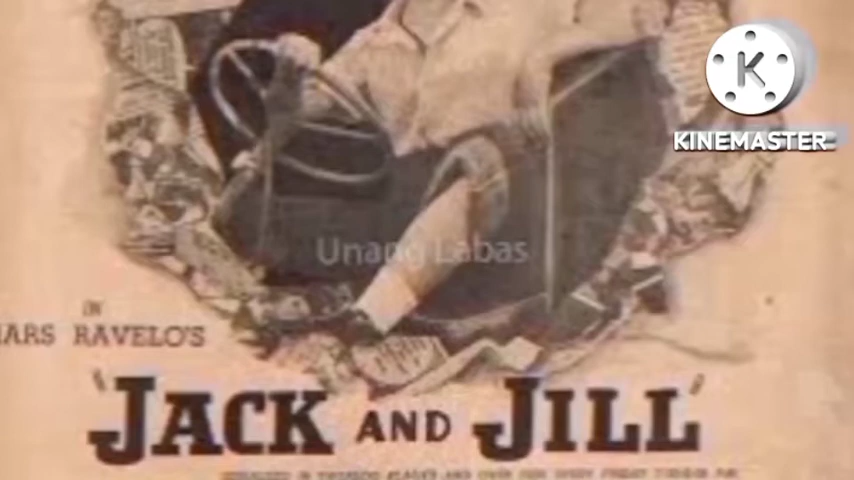 K
KINEMASTER
Unang Labas
IN
MARS RAVELO'S
'JACK AND JILL'